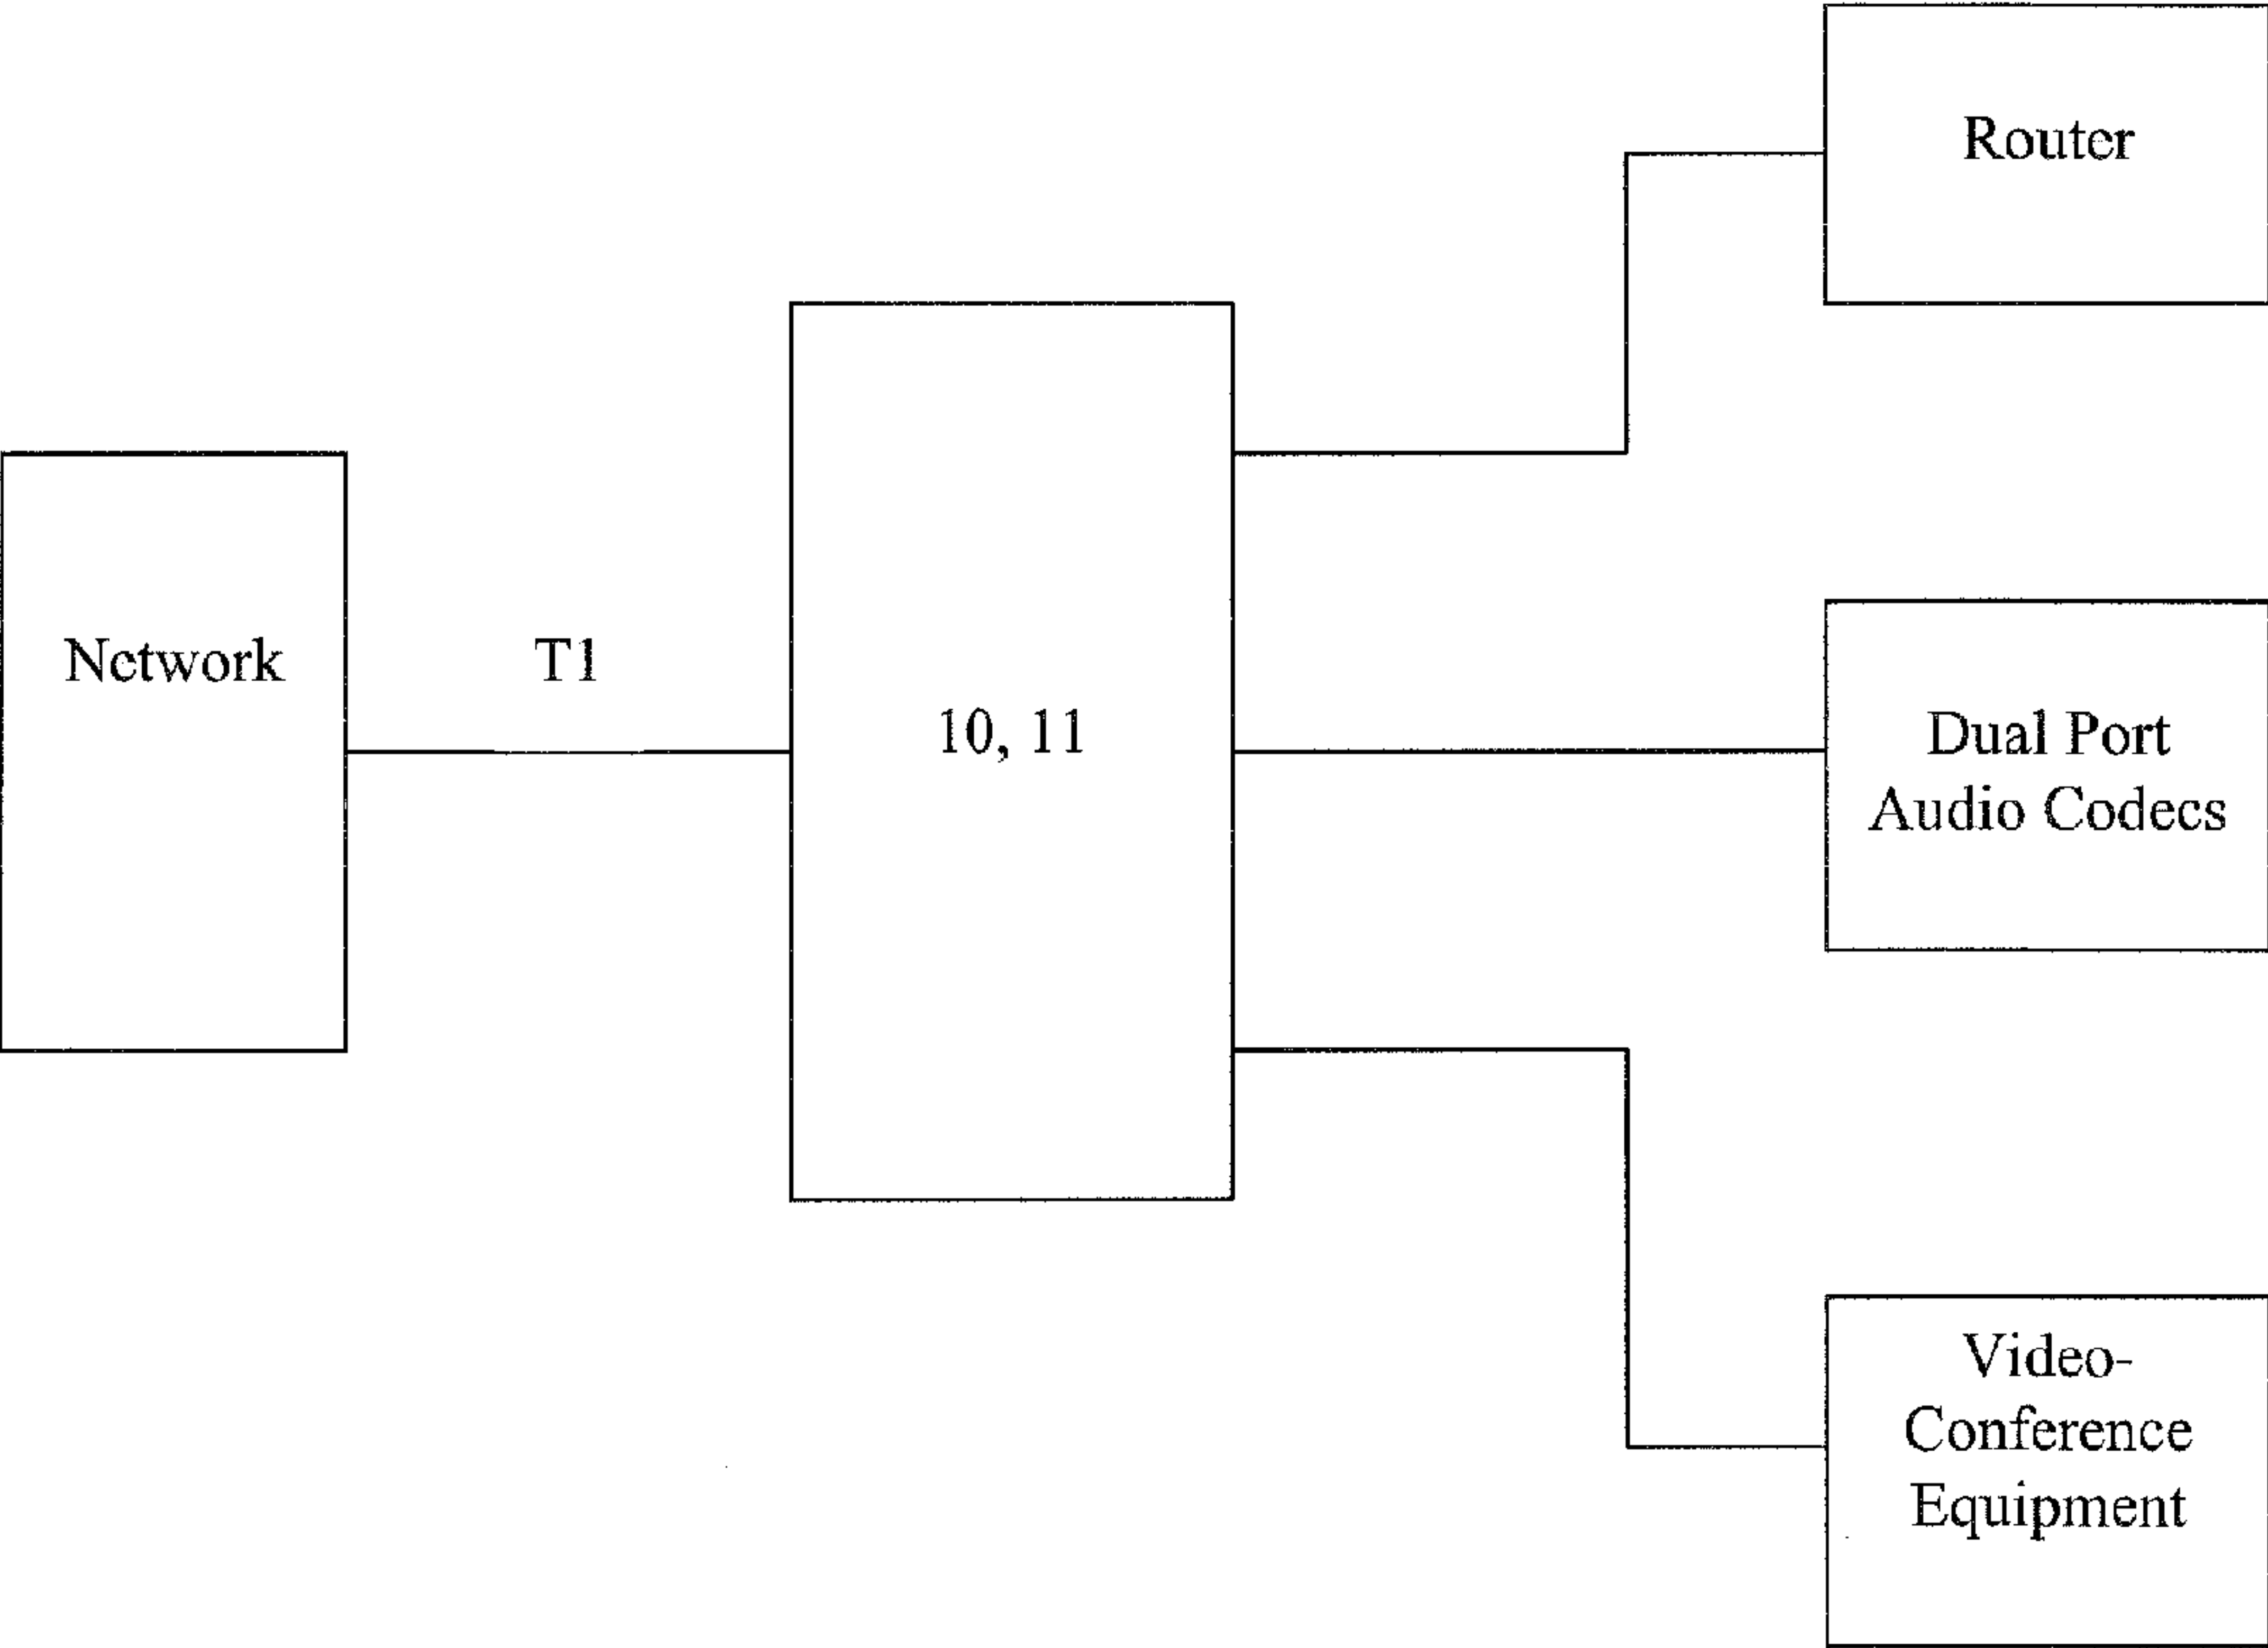 Router
Network
T1
10, 11
Dual Port
Audio Codecs
Video-
Conference
Equipment